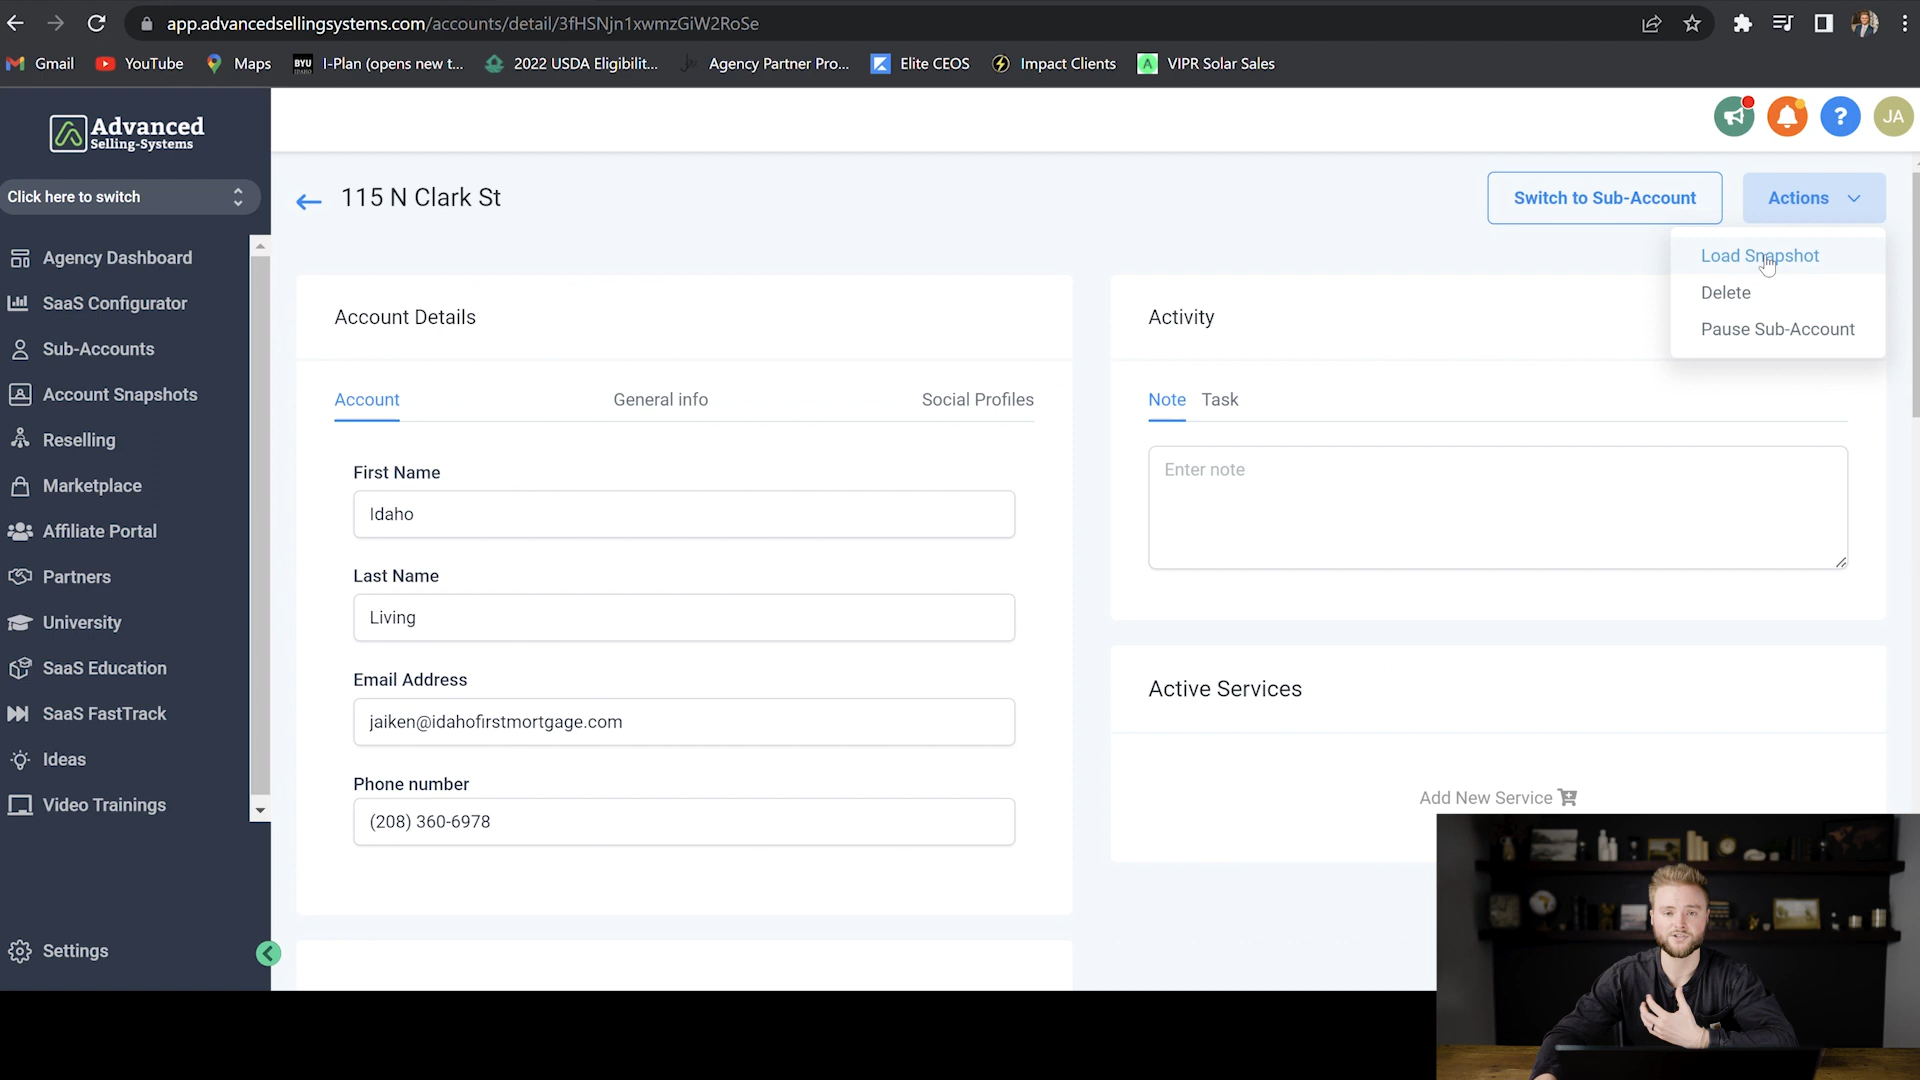 app.advancedsellingsystems.com/accounts/detail/3fHSNjn1xwmzGiW2RoSe
Gmail
YouTube
Maps
BYU
IDAHO
I-Plan (opens new t...
2022 USDA Eligibilit...
Agency Partner Pro...
Elite CEOS
Impact Clients
A
VIPR Solar Sales
Advanced
Selling-Systems
?
JA
Click here to switch
115 N Clark St
Switch to Sub-Account
Actions
Load Snapshot
Delete
Pause Sub-Account
Agency Dashboard
SaaS Configurator
Sub-Accounts
Account Snapshots
Reselling
Marketplace
Affiliate Portal
Partners
University
SaaS Education
SaaS FastTrack
Ideas
Video Trainings
Settings
Account Details
Account
General info
Social Profiles
First Name
Idaho
Last Name
Living
Email Address
jaiken@idahofirstmortgage.com
Phone number
(208) 360-6978
Activity
Note
Task
Enter note
Active Services
Add New Service